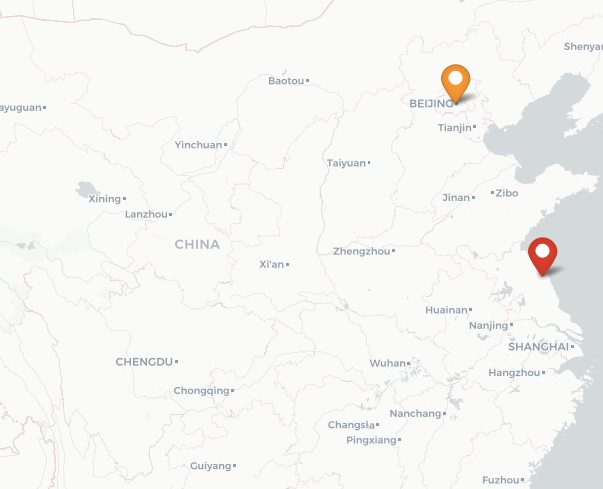 Shenyan
Baotou
BEIJING
ayuguan
Tianjin
Yinchuan
Taiyuan
Zibo
Xining
Jinan
Lanzhou
CHINA
Zhengzhou
Xi'an
Huainan
Nanjing
SHANGHAI
CHENGDU
Wuhan
Hangzhou
Chongqing
Nanchang
Changsha
Pingxiang
Guiyang
Fuzhou